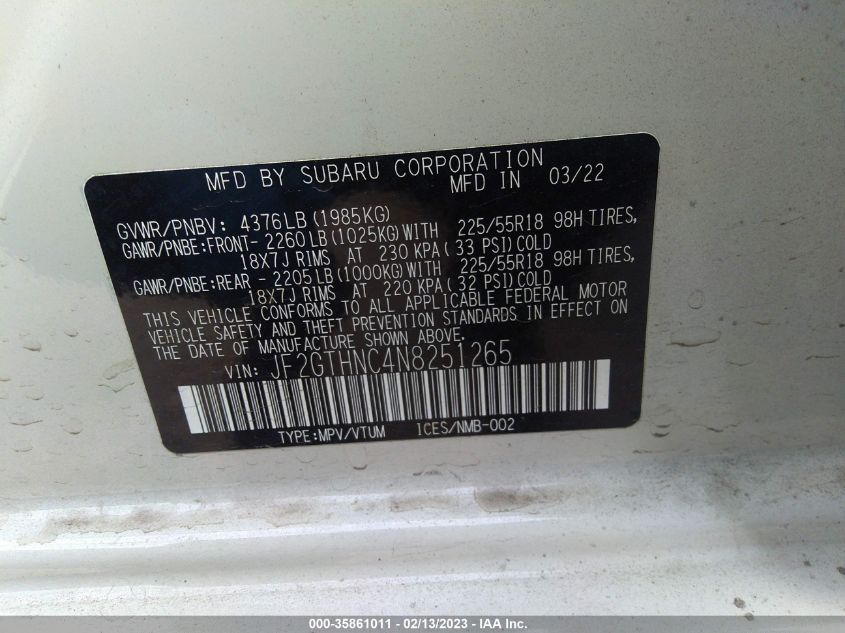 MFD BY SUBARU CORPORATION
MFD IN 03/22
GVWR/PNBV: 4376LB(1985KG)
GAWR/PNBE:FRONT- 2260LB(1025KG)WITH 225/55R18 98H TIRES,
18X7J RIMS AT 230 KPA(33 PSI)COLD
GAWR/PNBE:REAR - 2205LB(1000KG)WITH 225/55R18 98H TIRES,
18X7J RIMS AT 220 KPA(32 PSI)COLD
THIS VEHICLE CONFORMS TO ALL APPLICABLE FEDERAL MOTOR
VEHICLE SAFETY AND THEFT PREVENTION STANDARDS IN EFFECT ON
THE DATE OF MANUFACTURE SHOWN ABOVE.
VIN: JF2GTHNC4N8251265
TYPE:MPV/VTUM ICES/NMB-002
000-35861011 - 02/13/2023 - IAA Inc.